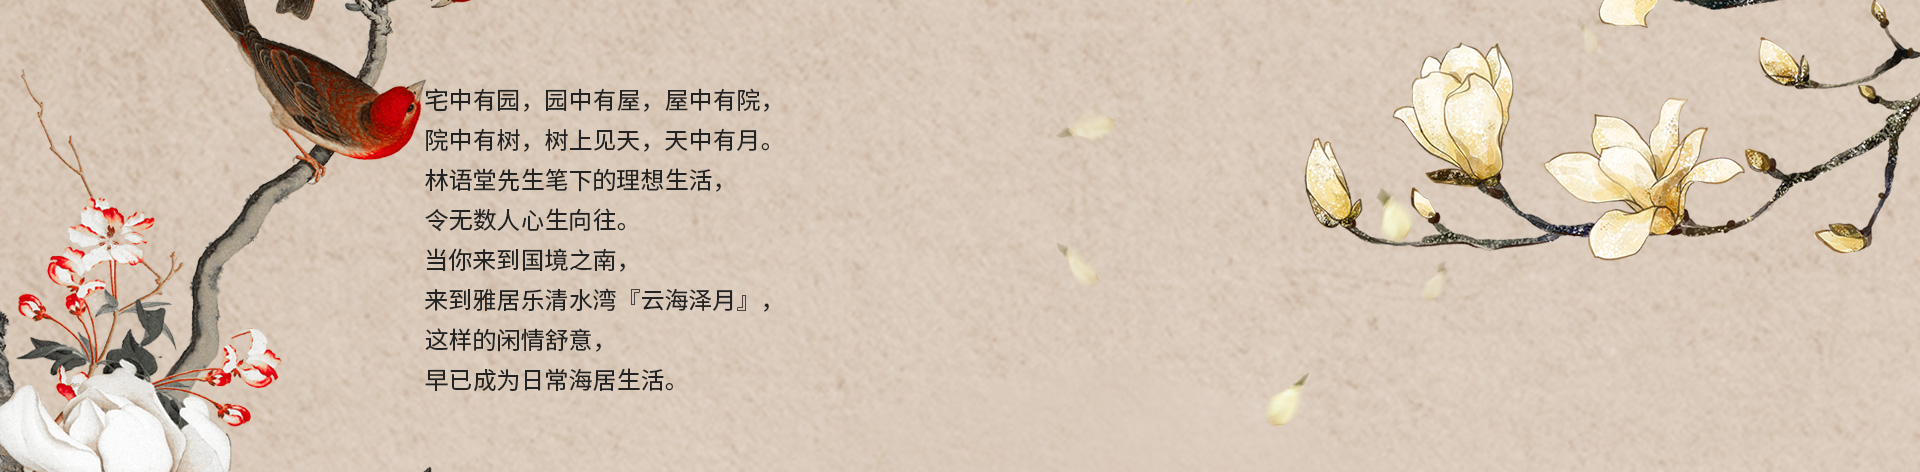 宅中有园，园中有屋，屋中有院，
院中有树，树上见天，天中有月。
林语堂先生笔下的理想生活，
令无数人心生向往。
当你来到国境之南，
来到雅居乐清水湾『云海泽月』，
这样的闲情舒意，
早已成为日常海居生活。